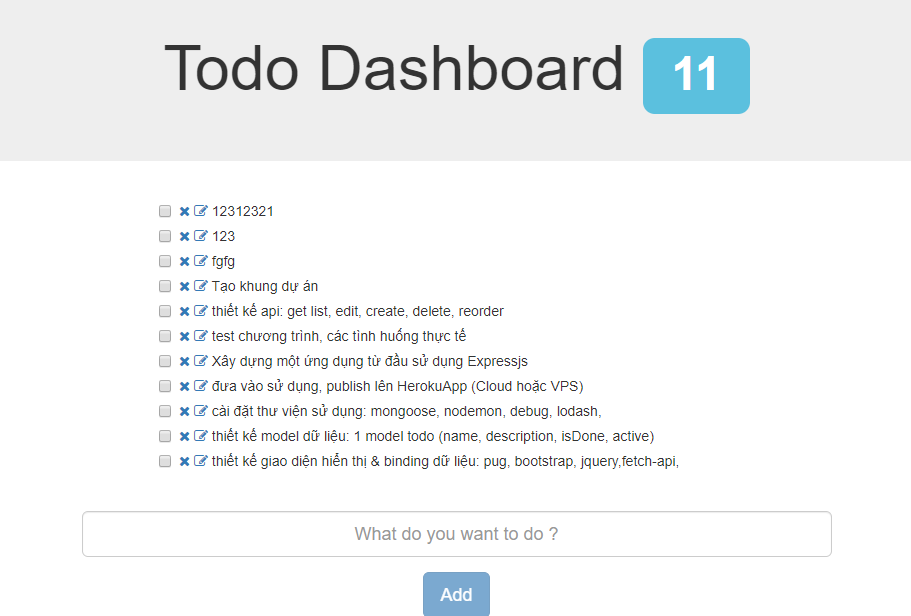 Todo Dashboard 11
12312321
123
fgfg
Tạo khung dự án
thiết kế api: get list, edit, create, delete, reorder
test chương trình, các tình huống thực tế
Xây dựng một ứng dụng từ đầu sử dụng Expressjs
đưa vào sử dụng, publish lên HerokuApp (Cloud hoặc VPS)
cài đặt thư viện sử dụng: mongoose, nodemon, debug, lodash,
thiết kế model dữ liệu: 1 model todo (name, description, isDone, active)
thiết kế giao diện hiển thị & binding dữ liệu: pug, bootstrap, jquery,fetch-api,
What do you want to do ?
Add